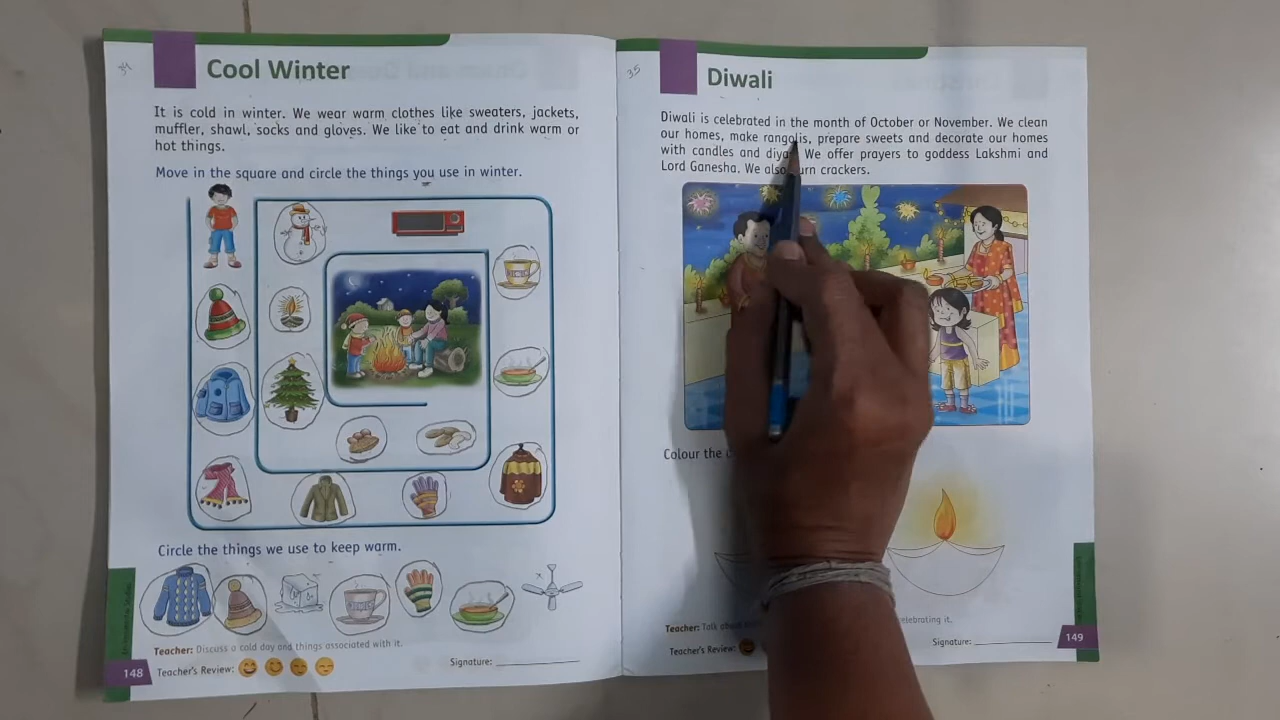 34
Cool Winter
It is cold in winter. We wear warm clothes like sweaters, jackets,
muffler, shawl, socks and gloves. We like to eat and drink warm or
hot things.
Move in the square and circle the things you use in winter.
Circle the things we use to keep warm.
Teacher: Discuss a cold day and things associated with it.
Teacher's Review:
Signature:
148
35
Diwali
Diwali is celebrated in the month of October or November. We clean
our homes, make rangolis, prepare sweets and decorate our homes
with candles and We offer prayers to goddess Lakshmi and
Lord Ganesha. We also crackers.
Colour the
Teacher: Talk elebrating it.
Teacher's Review:
Signature:
149